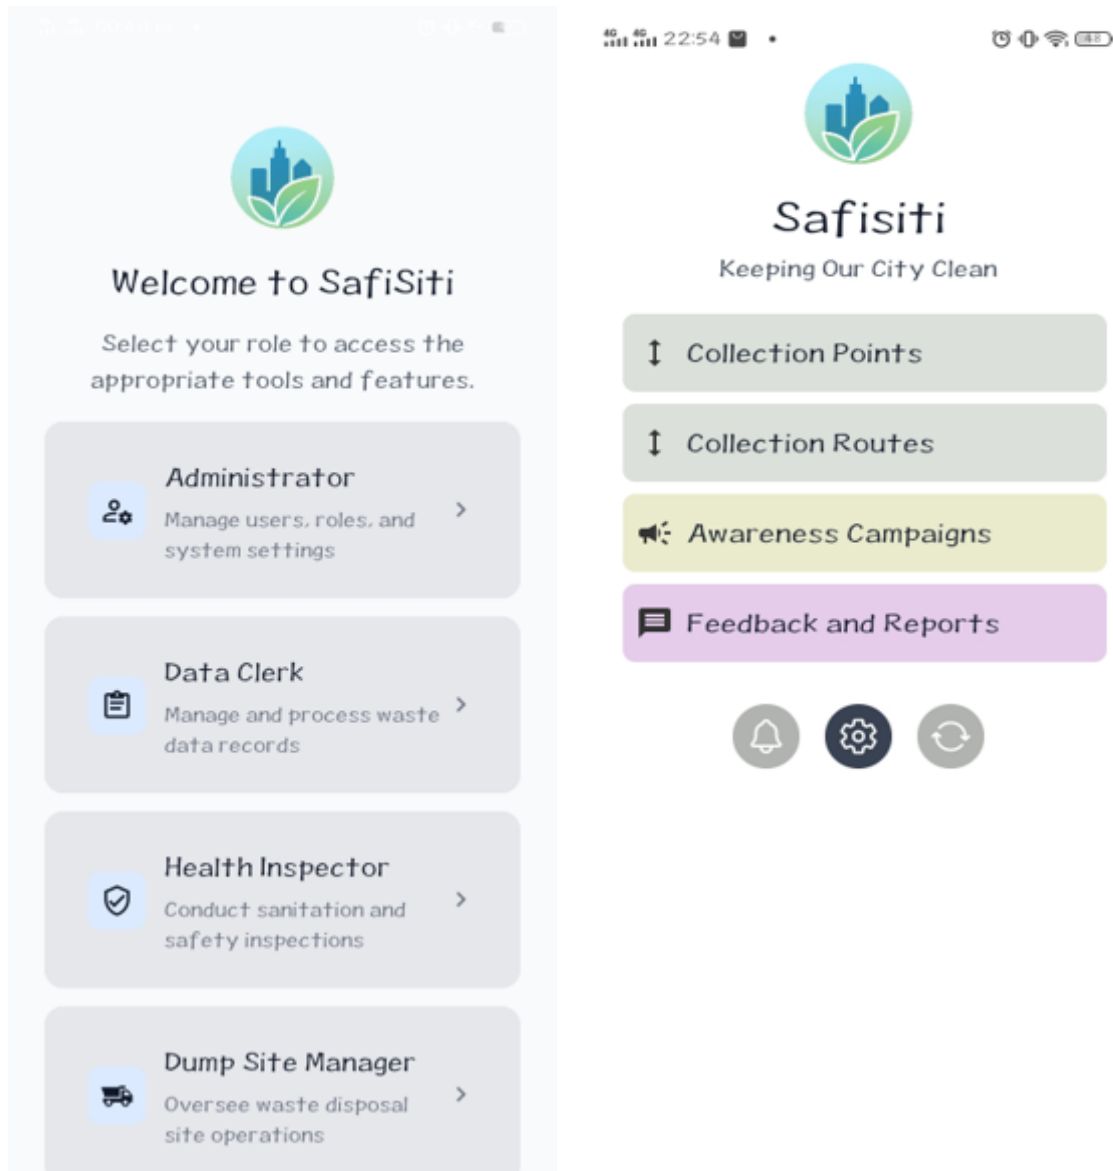 Welcome to SafiSiti
Select your role to access the
appropriate tools and features.
Administrator
Manage users, roles, and
system settings
Data Clerk
Manage and process waste
data records
Health Inspector
Conduct sanitation and
safety inspections
Dump Site Manager
Oversee waste disposal
site operations
4G 4G 22:54 48
Safisiti
Keeping Our City Clean
Collection Points
Collection Routes
Awareness Campaigns
Feedback and Reports